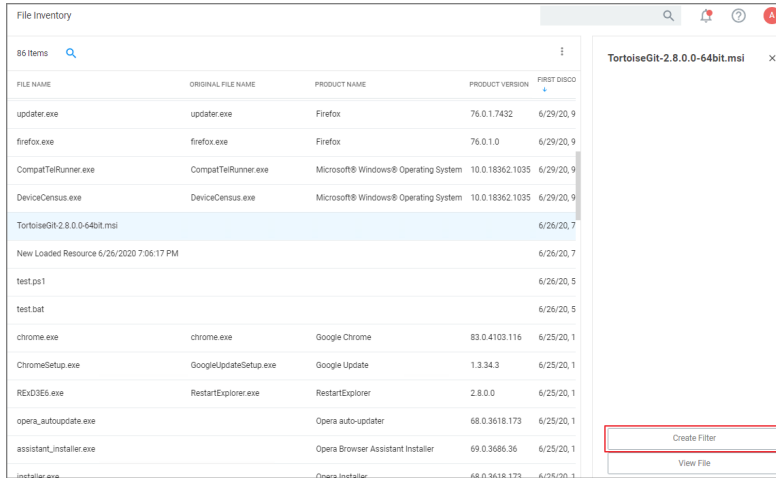 File Inventory
A
86 Items
TortoiseGit-2.8.0.0-64bit.msi
FILE NAME ORIGINAL FILE NAME PRODUCT NAME PRODUCT VERSION FIRST DISCO
updater.exe updater.exe Firefox 76.0.1.7432 6/29/20, 9
firefox.exe firefox.exe Firefox 76.0.1.0 6/29/20, 9
CompatTelRunner.exe CompatTelRunner.exe Microsoft® Windows® Operating System 10.0.18362.1035 6/29/20, 9
DeviceCensus.exe DeviceCensus.exe Microsoft® Windows® Operating System 10.0.18362.1035 6/29/20, 9
TortoiseGit-2.8.0.0-64bit.msi 6/26/20, 7
New Loaded Resource 6/26/2020 7:06:17 PM 6/26/20, 7
test.ps1 6/26/20, 5
test.bat 6/26/20, 5
chrome.exe chrome.exe Google Chrome 83.0.4103.116 6/25/20, 1
ChromeSetup.exe GoogleUpdateSetup.exe Google Update 1.3.34.3 6/25/20, 1
RExD3E6.exe RestartExplorer.exe RestartExplorer 2.8.0.0 6/25/20, 1
opera_autoupdate.exe Opera auto-updater 68.0.3618.173 6/25/20, 1
assistant_installer.exe Opera Browser Assistant Installer 69.0.3686.36 6/25/20, 1
installer.exe Opera Installer 68.0.3618.173 6/25/20, 1
Create Filter
View File